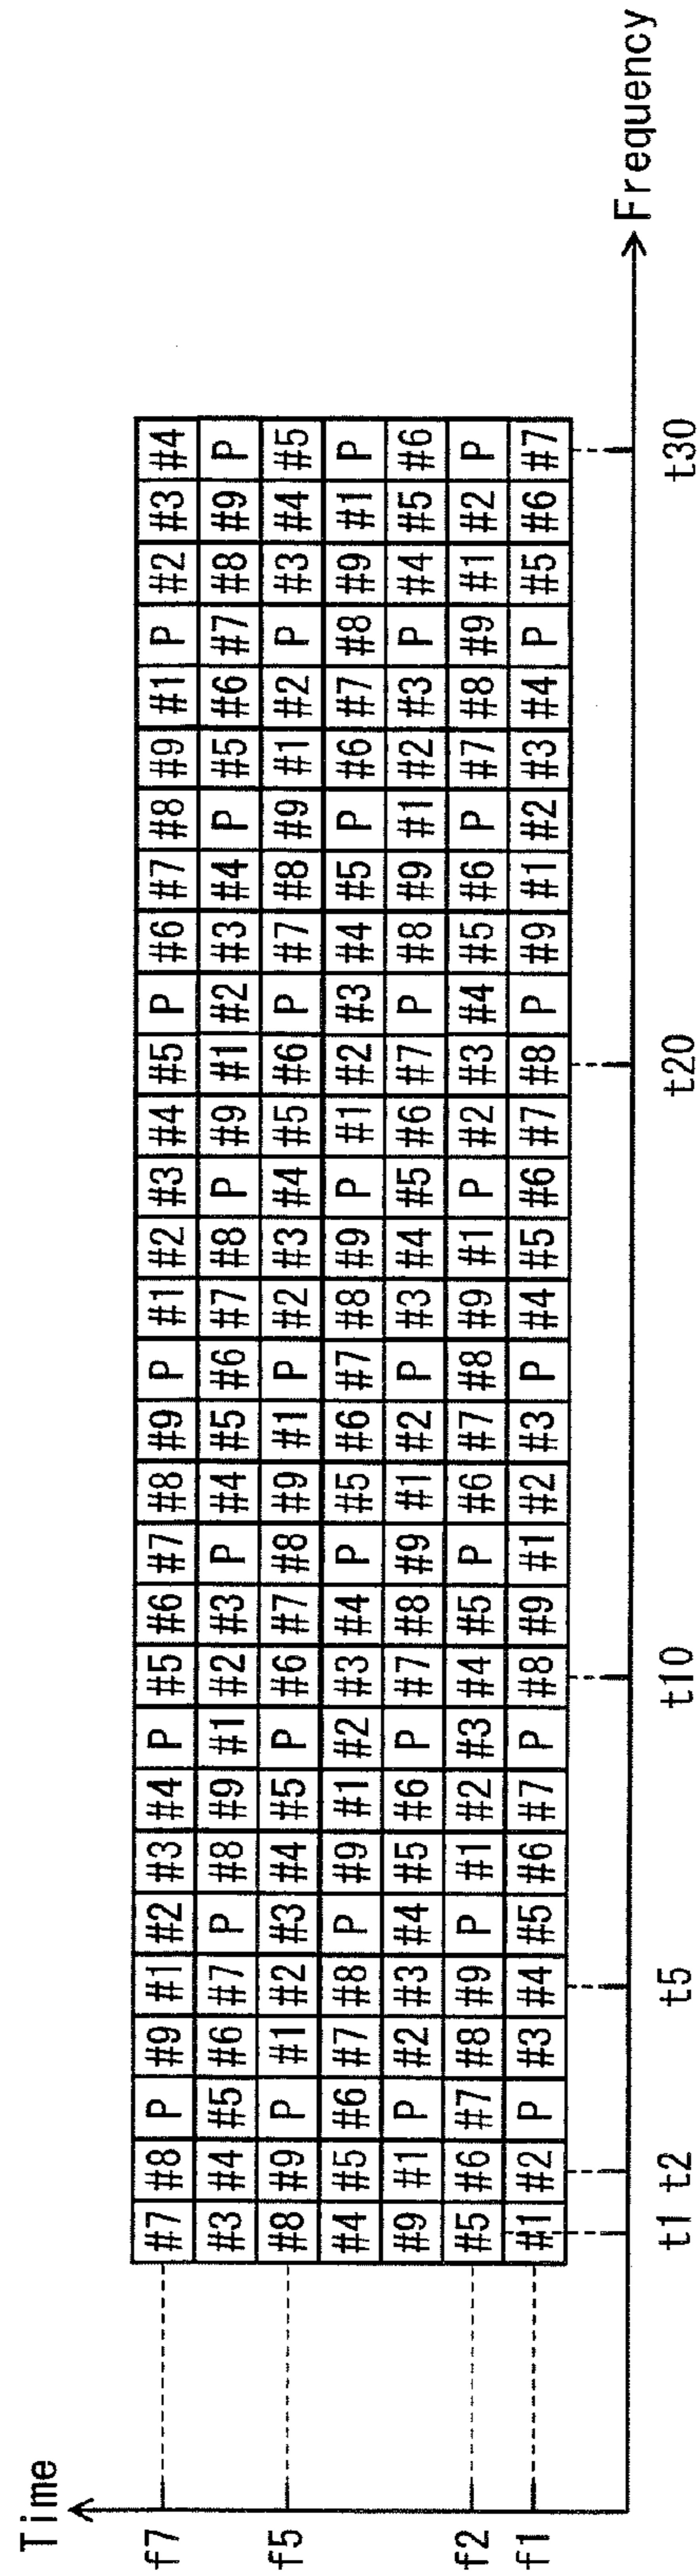 Time
f7 #7 #8 P #9 #1 #2 #3 #4 P #5 #6 #7 #8 #9 P #1 #2 #3 #4 #5 P #6 #7 #8 #9 #1 P #2 #3 #4
#3 #4 #5 #6 #7 P #8 #9 #1 #2 #3 P #4 #5 #6 #7 #8 P #9 #1 #2 #3 #4 P #5 #6 #7 #8 #9 P
f5 #8 #9 P #1 #2 #3 #4 #5 P #6 #7 #8 #9 #1 P #2 #3 #4 #5 #6 P #7 #8 #9 #1 #2 P #3 #4 #5
#4 #5 #6 #7 #8 P #9 #1 #2 #3 #4 P #5 #6 #7 #8 #9 P #1 #2 #3 #4 #5 P #6 #7 #8 #9 #1 P
#9 #1 P #2 #3 #4 #5 #6 P #7 #8 #9 #1 #2 P #3 #4 #5 #6 #7 P #8 #9 #1 #2 #3 P #4 #5 #6
f2 #5 #6 #7 #8 #9 P #1 #2 #3 #4 #5 P #6 #7 #8 #9 #1 P #2 #3 #4 #5 #6 P #7 #8 #9 #1 #2 P
f1 #1 #2 P #3 #4 #5 #6 #7 P #8 #9 #1 #2 #3 P #4 #5 #6 #7 #8 P #9 #1 #2 #3 #4 P #5 #6 #7
Frequency
t1 t2 t5 t10 t20 t30